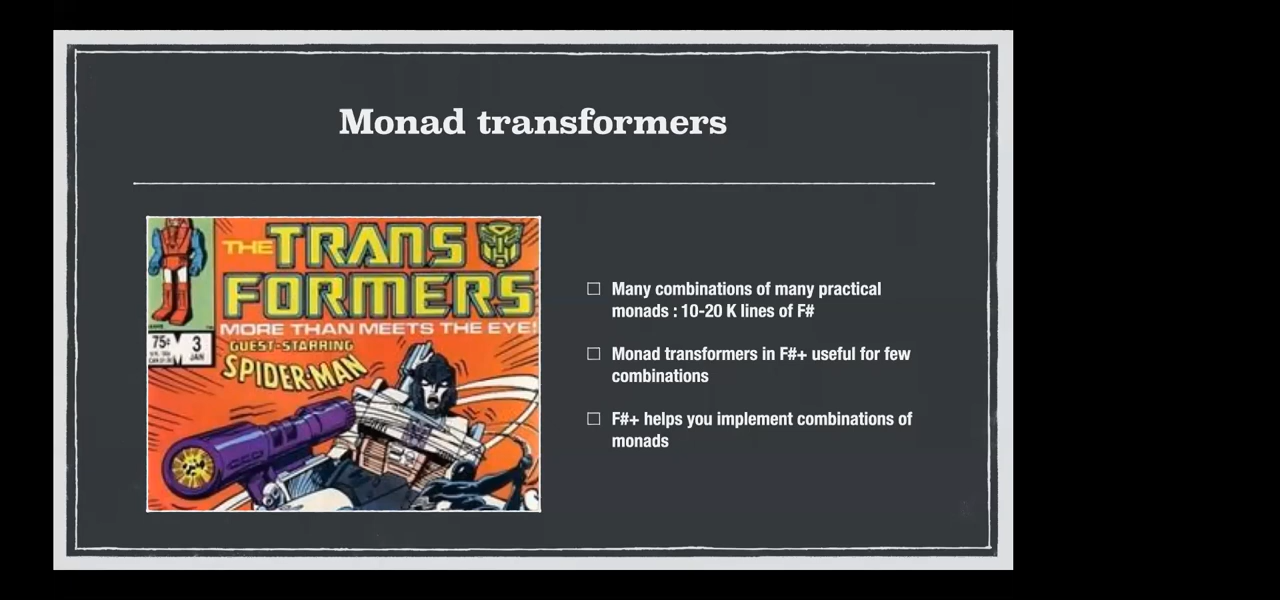 Monad transformers
THE TRANS
FORMERS
MORE THAN MEETS THE EYE!
75¢ 3
JAN
GUEST-STARRING
SPIDER-MAN
Many combinations of many practical
monads : 10-20 K lines of F#
Monad transformers in F#+ useful for few
combinations
F#+ helps you implement combinations of
monads